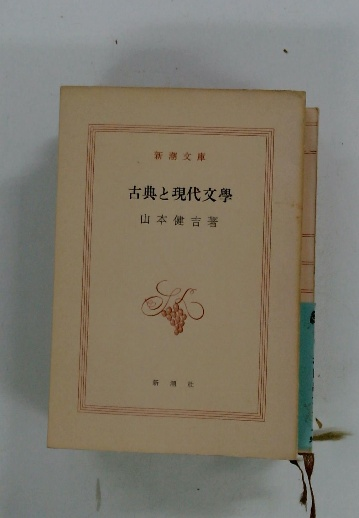 新潮文庫
古典と現代文學
山本健吉著
新潮社